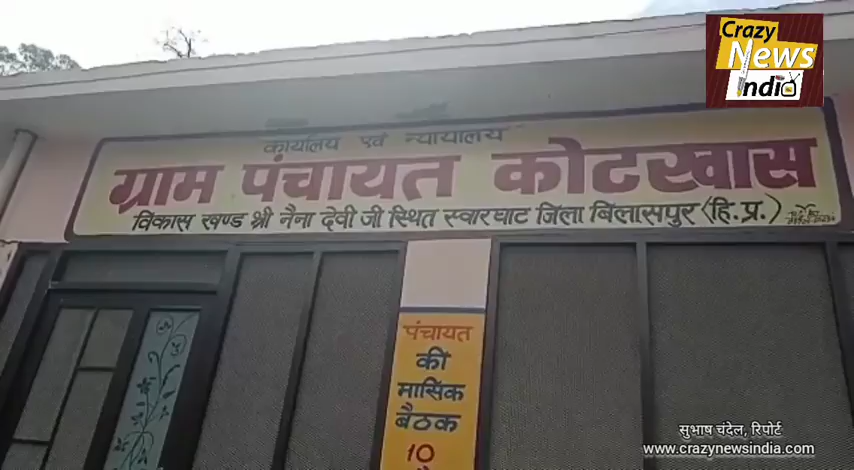 Crazy
News
India
कार्यालय एवं न्यायालय
ग्राम पंचायत कोटखास
विकास खण्ड श्री नैना देवी जी स्थित स्वारघाट जिला बिलासपुर (हि.प्र.)
पंचायत
की
मासिक
बैठक
10
सुभाष चंदेल, रिपोर्ट
www.crazynewsindia.com